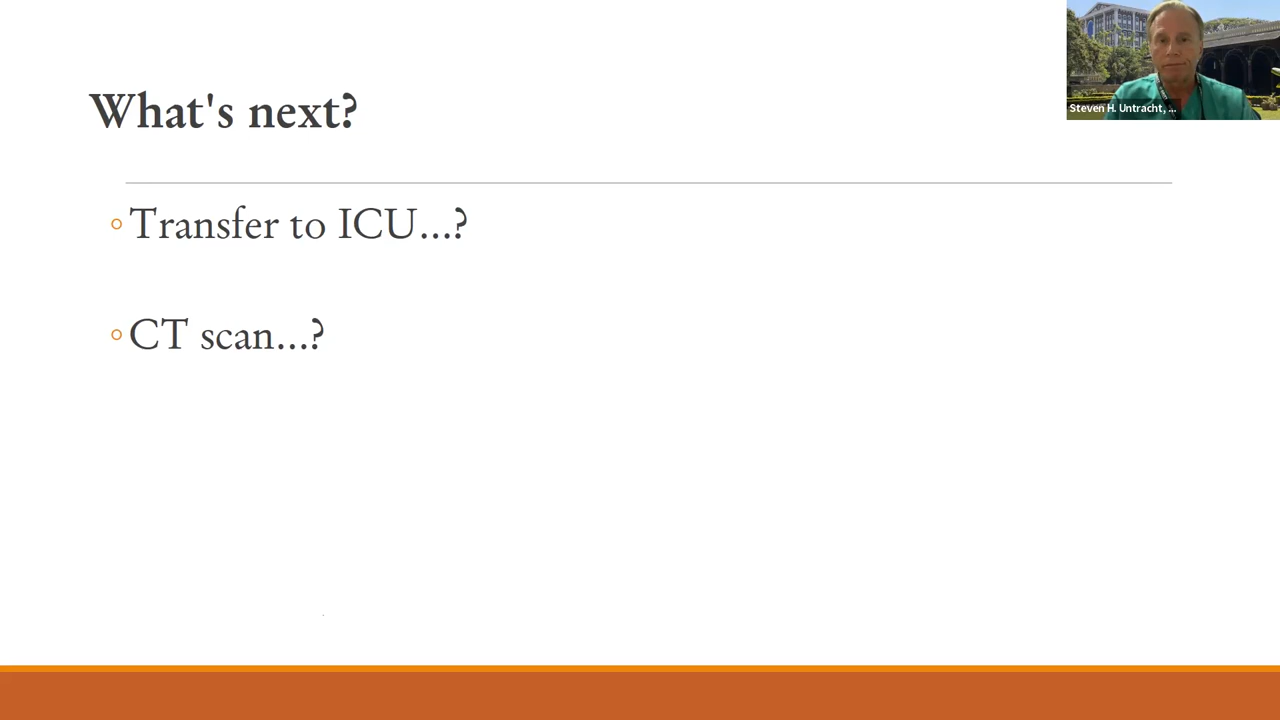 What's next?
Transfer to ICU...?
CT scan...?
Steven H. Untracht, ...